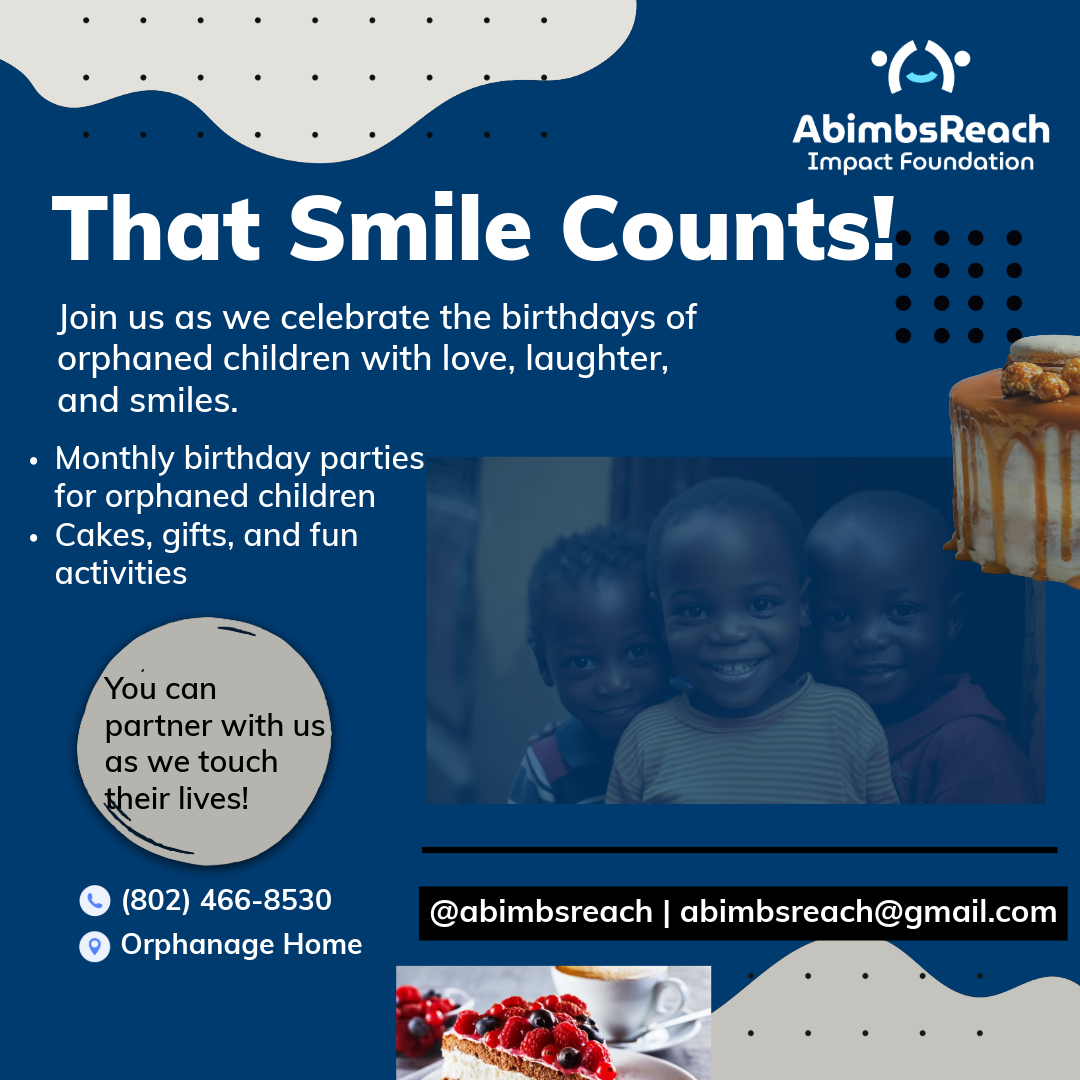 AbimbsReach
Impact Foundation
That Smile Counts!
Join us as we celebrate the birthdays of
orphaned children with love, laughter,
and smiles.
• Monthly birthday parties
for orphaned children
• Cakes, gifts, and fun
activities
You can
partner with us
as we touch
their lives!
(802) 466-8530
Orphanage Home
@abimbsreach | abimbsreach@gmail.com